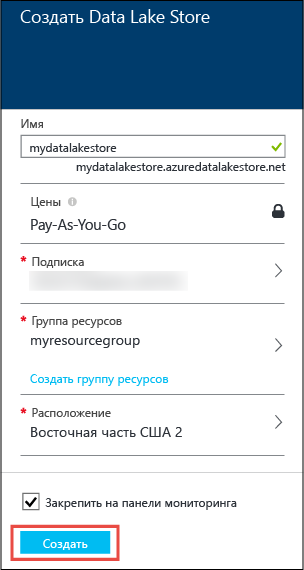 Создать Data Lake Store
Имя
mydatalakestore
mydatalakestore.azuredatalakestore.net
Цены
Pay-As-You-Go
* Подписка
* Группа ресурсов
myresourcegroup
Создать группу ресурсов
* Расположение
Восточная часть США 2
Закрепить на панели мониторинга
Создать